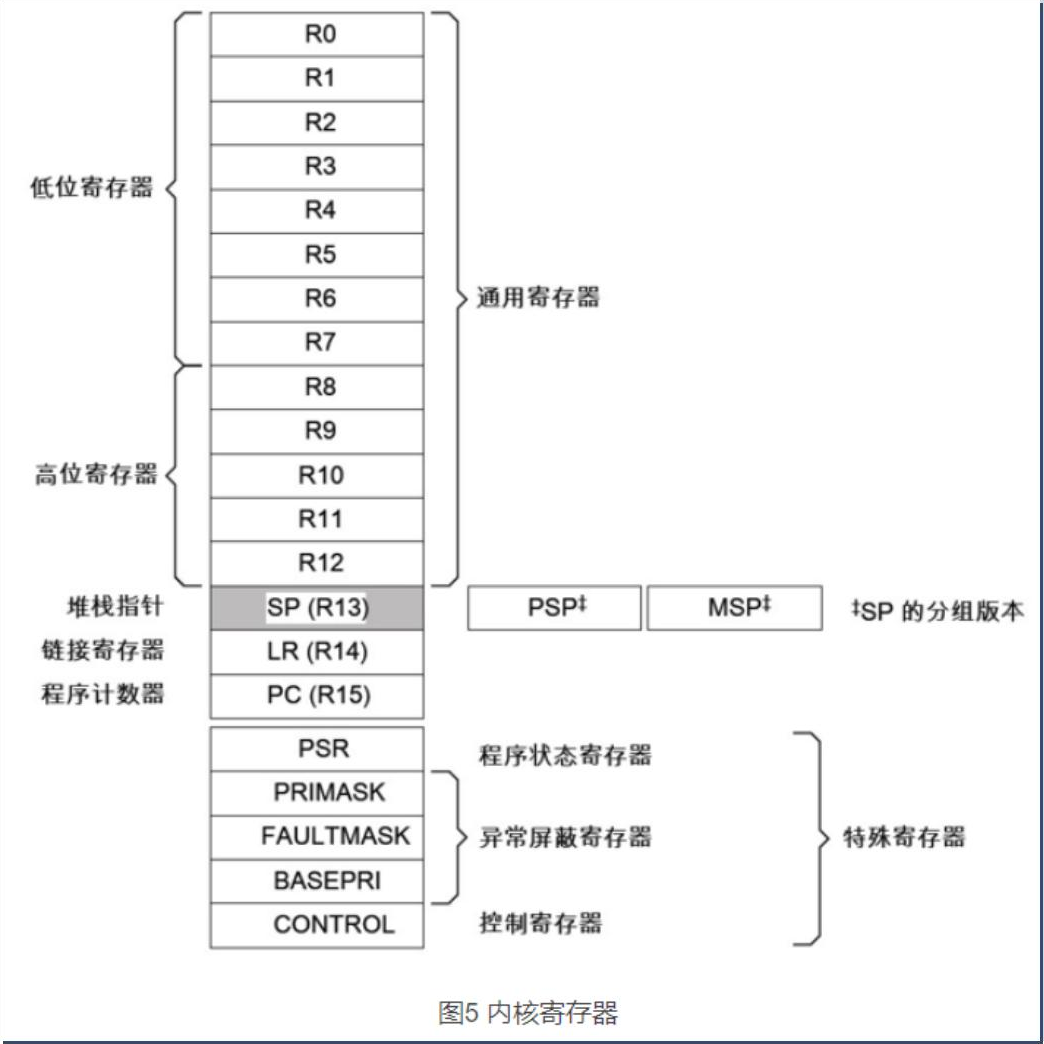 R0
R1
R2
R3
低位寄存器
R4
R5
R6
通用寄存器
R7
R8
R9
高位寄存器
R10
R11
R12
堆栈指针 SP (R13) PSP‡ MSP‡ ‡SP 的分组版本
链接寄存器 LR (R14)
程序计数器 PC (R15)
PSR 程序状态寄存器
PRIMASK
FAULTMASK 异常屏蔽寄存器 特殊寄存器
BASEPRI
CONTROL 控制寄存器
图5 内核寄存器